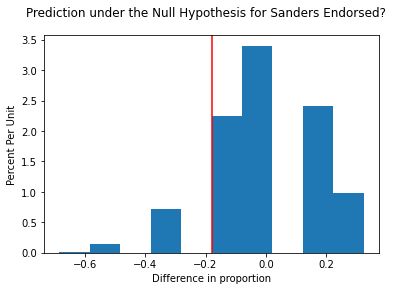 Prediction under the Null Hypothesis for Sanders Endorsed?
3.5
3.0
2.5
2.0
1.5
1.0
0.5
0.0
Percent Per Unit
−0.6 −0.4 −0.2 0.0 0.2
Difference in proportion